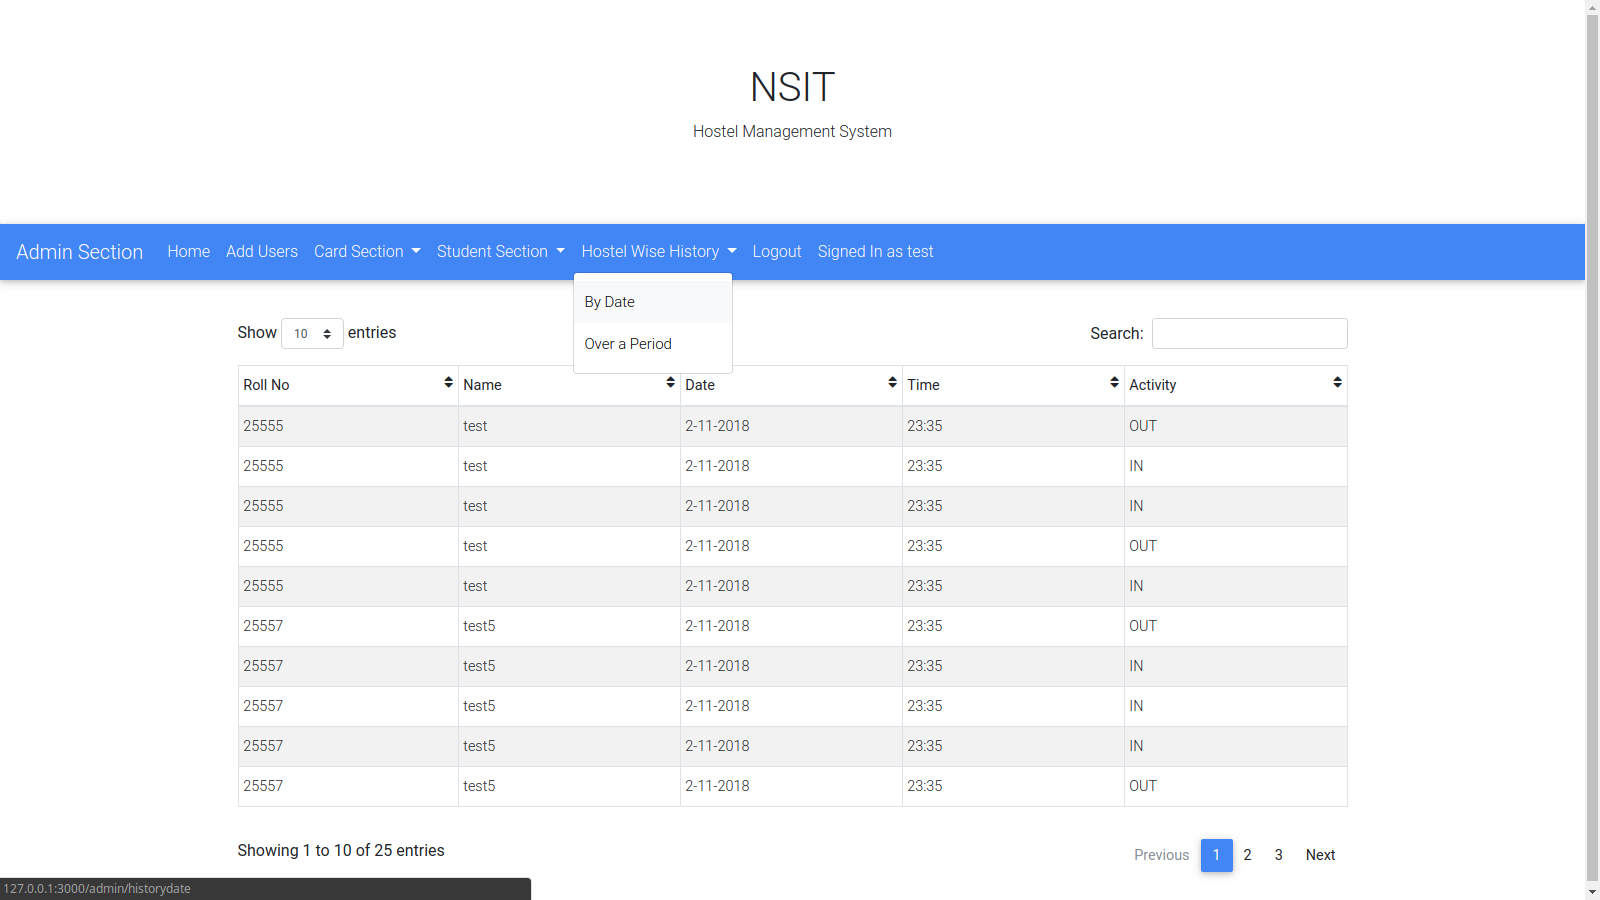 NSIT
Hostel Management System
Admin Section Home Add Users Card Section Student Section Hostel Wise History Logout Signed In as test
By Date
Over a Period
Show 10 entries Search:
Roll No Name Date Time Activity
25555 test 2-11-2018 23:35 OUT
25555 test 2-11-2018 23:35 IN
25555 test 2-11-2018 23:35 IN
25555 test 2-11-2018 23:35 OUT
25555 test 2-11-2018 23:35 IN
25557 test5 2-11-2018 23:35 OUT
25557 test5 2-11-2018 23:35 IN
25557 test5 2-11-2018 23:35 IN
25557 test5 2-11-2018 23:35 IN
25557 test5 2-11-2018 23:35 OUT
Showing 1 to 10 of 25 entries Previous 1 2 3 Next
127.0.0.1:3000/admin/historydate